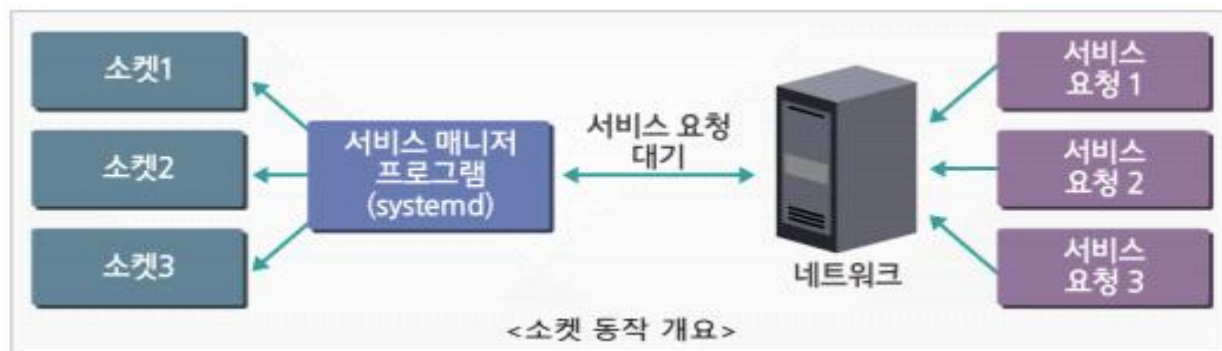 소켓1
소켓2
소켓3
서비스 매니저
프로그램
(systemd)
서비스 요청
대기
네트워크
서비스
요청 1
서비스
요청 2
서비스
요청 3
<소켓 동작 개요>